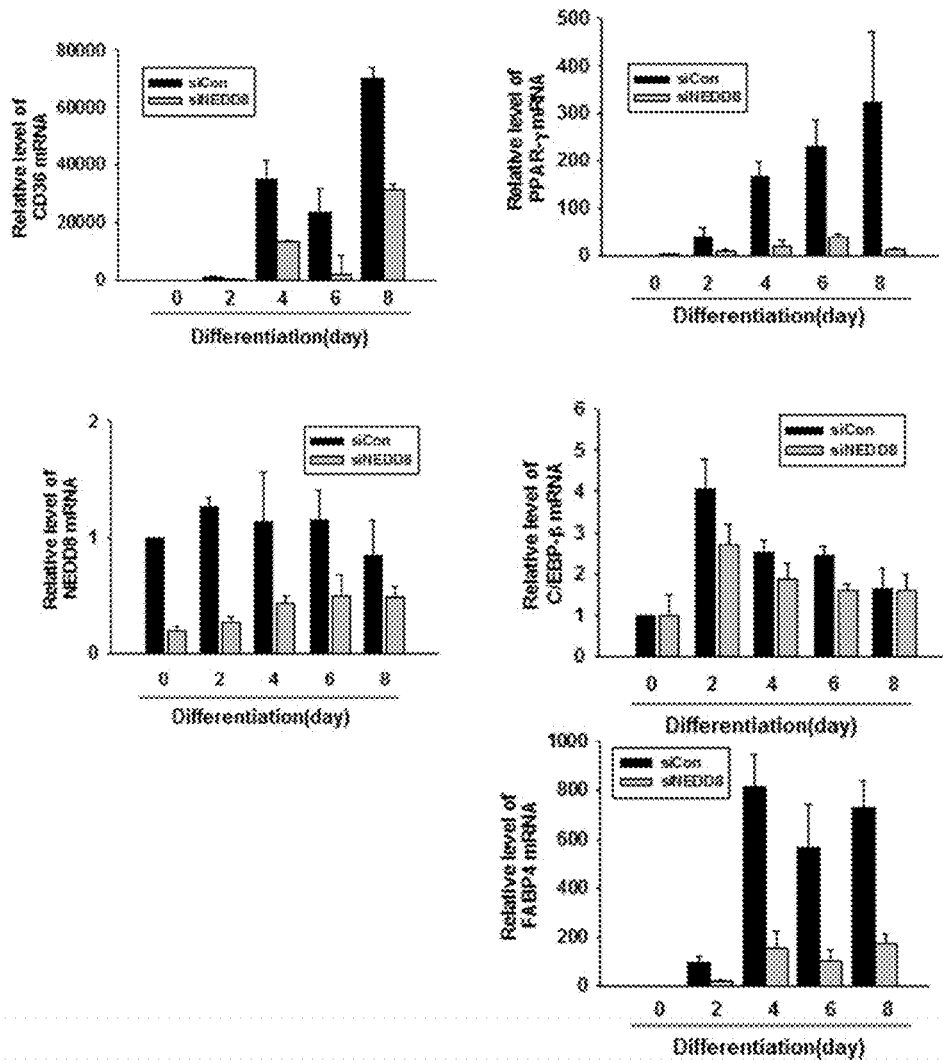 Relative level of
CD36 mRNA
80000
60000
40000
20000
0
siCon
siNEDD8
0 2 4 6 8
Differentiation(day)
Relative level of
PPAR-γ mRNA
500
400
300
200
100
0
siCon
siNEDD8
0 2 4 6 8
Differentiation(day)
Relative level of
NEDD8 mRNA
2
1
0
siCon
siNEDD8
0 2 4 6 8
Differentiation(day)
Relative level of
C/EBP-β mRNA
6
5
4
3
2
1
0
siCon
siNEDD8
0 2 4 6 8
Differentiation(day)
Relative level of
FABP4 mRNA
1000
800
600
400
200
0
siCon
siNEDD8
0 2 4 6 8
Differentiation(day)